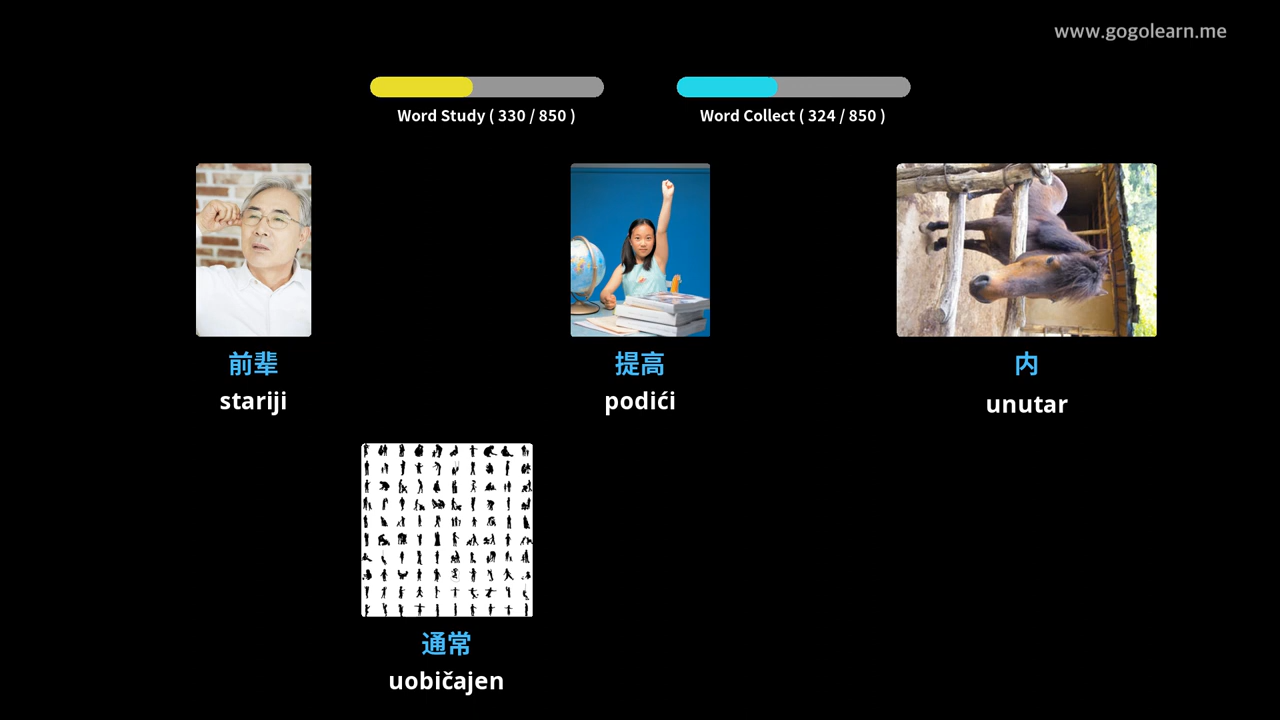 www.gogolearn.me
Word Study ( 330 / 850 )
Word Collect ( 324 / 850 )
前辈
stariji
提高
podići
内
unutar
通常
uobičajen